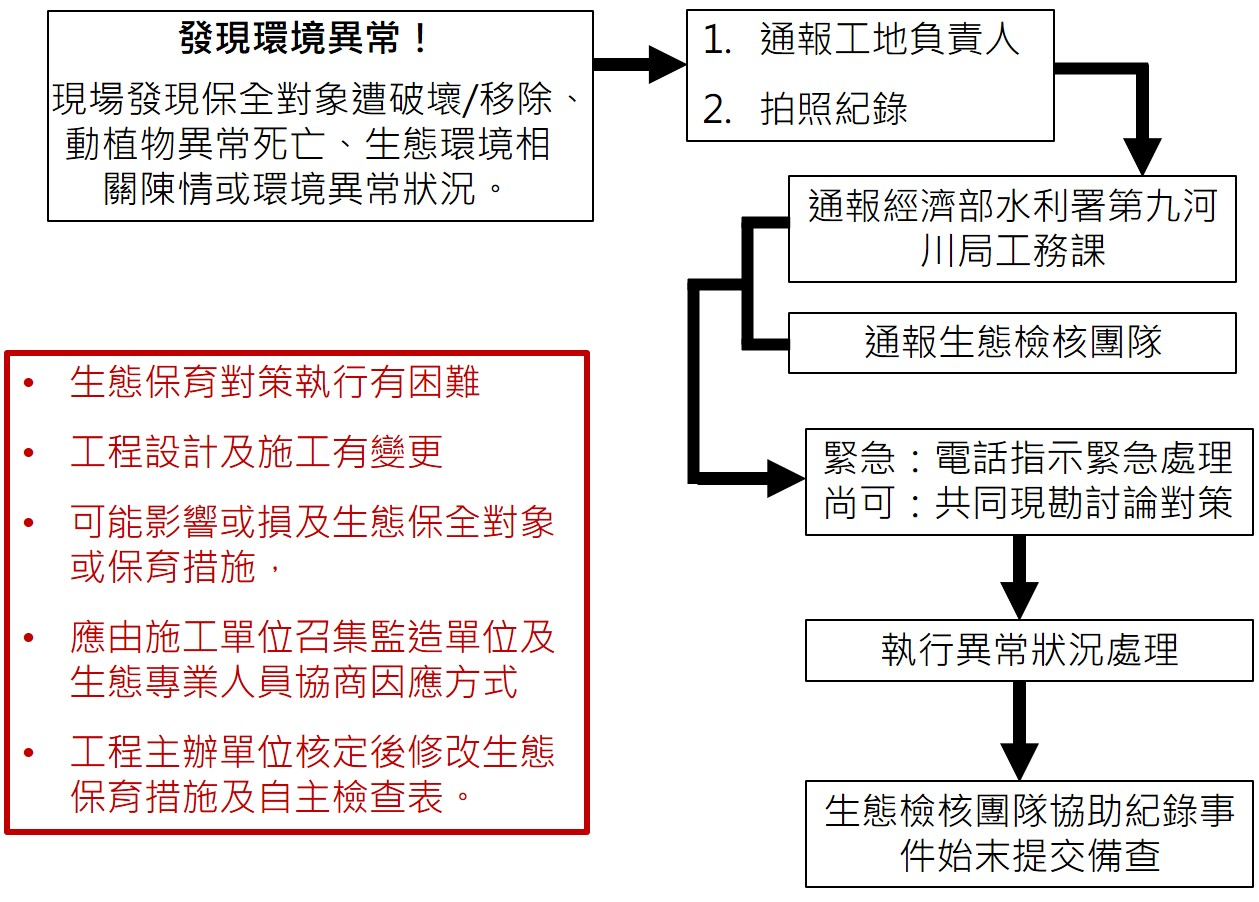 發現環境異常！
現場發現保全對象遭破壞/移除、
動植物異常死亡、生態環境相
關陳情或環境異常狀況。
1. 通報工地負責人
2. 拍照紀錄
通報經濟部水利署第九河
川局工務課
通報生態檢核團隊
緊急：電話指示緊急處理
尚可：共同現勘討論對策
執行異常狀況處理
生態檢核團隊協助紀錄事
件始末提交備查
• 生態保育對策執行有困難
• 工程設計及施工有變更
• 可能影響或損及生態保全對象
或保育措施，
• 應由施工單位召集監造單位及
生態專業人員協商因應方式
• 工程主辦單位核定後修改生態
保育措施及自主檢查表。